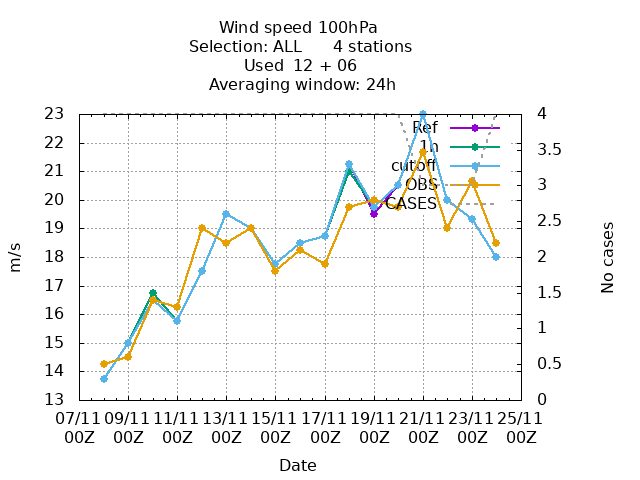 Wind speed 100hPa
Selection: ALL 4 stations
Used 12 + 06
Averaging window: 24h
23 4
22 3.5
21 3
20 2.5
19 2
18 1.5
17 1
16 0.5
15 0
14
13
m/s
No cases
Ref
1h
cutoff
OBS
CASES
07/11 09/11 11/11 13/11 15/11 17/11 19/11 21/11 23/11 25/11
00Z 00Z 00Z 00Z 00Z 00Z 00Z 00Z 00Z 00Z
Date